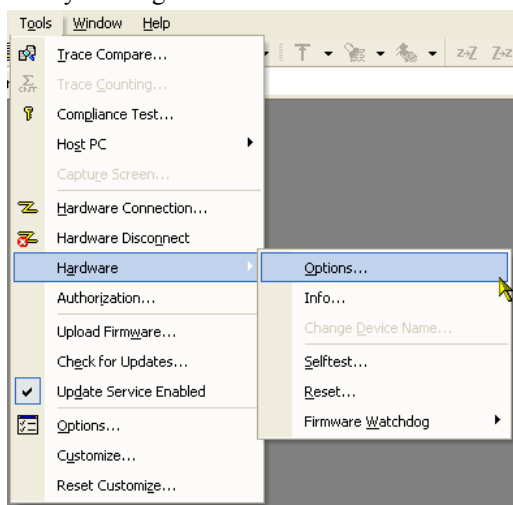 Tools Window Help
Trace Compare...
Σ CNT Trace Counting...
Compliance Test...
Host PC
Capture Screen...
Hardware Connection...
Hardware Disconnect
Hardware
Options...
Authorization...
Info...
Change Device Name...
Upload Firmware...
Check for Updates...
Selftest...
Update Service Enabled
Reset...
Options...
Firmware Watchdog
Customize...
Reset Customize...